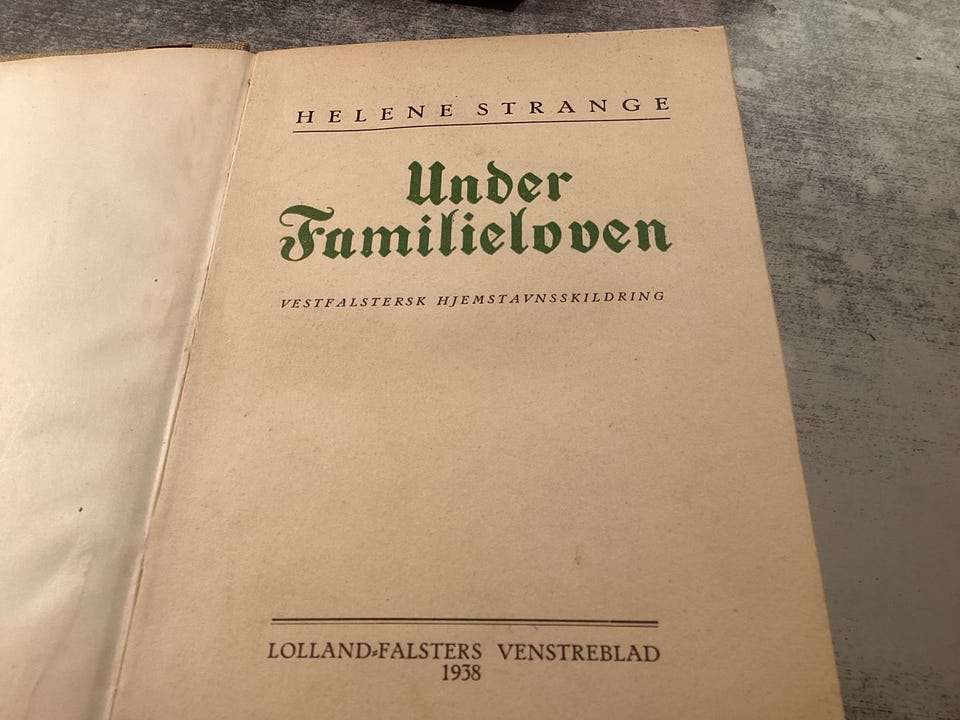 HELENE STRANGE
Under
Familieloven
VESTFALSTERSK HJEMSTAVNSSKILDRING
LOLLAND-FALSTERS VENSTREBLAD
1938